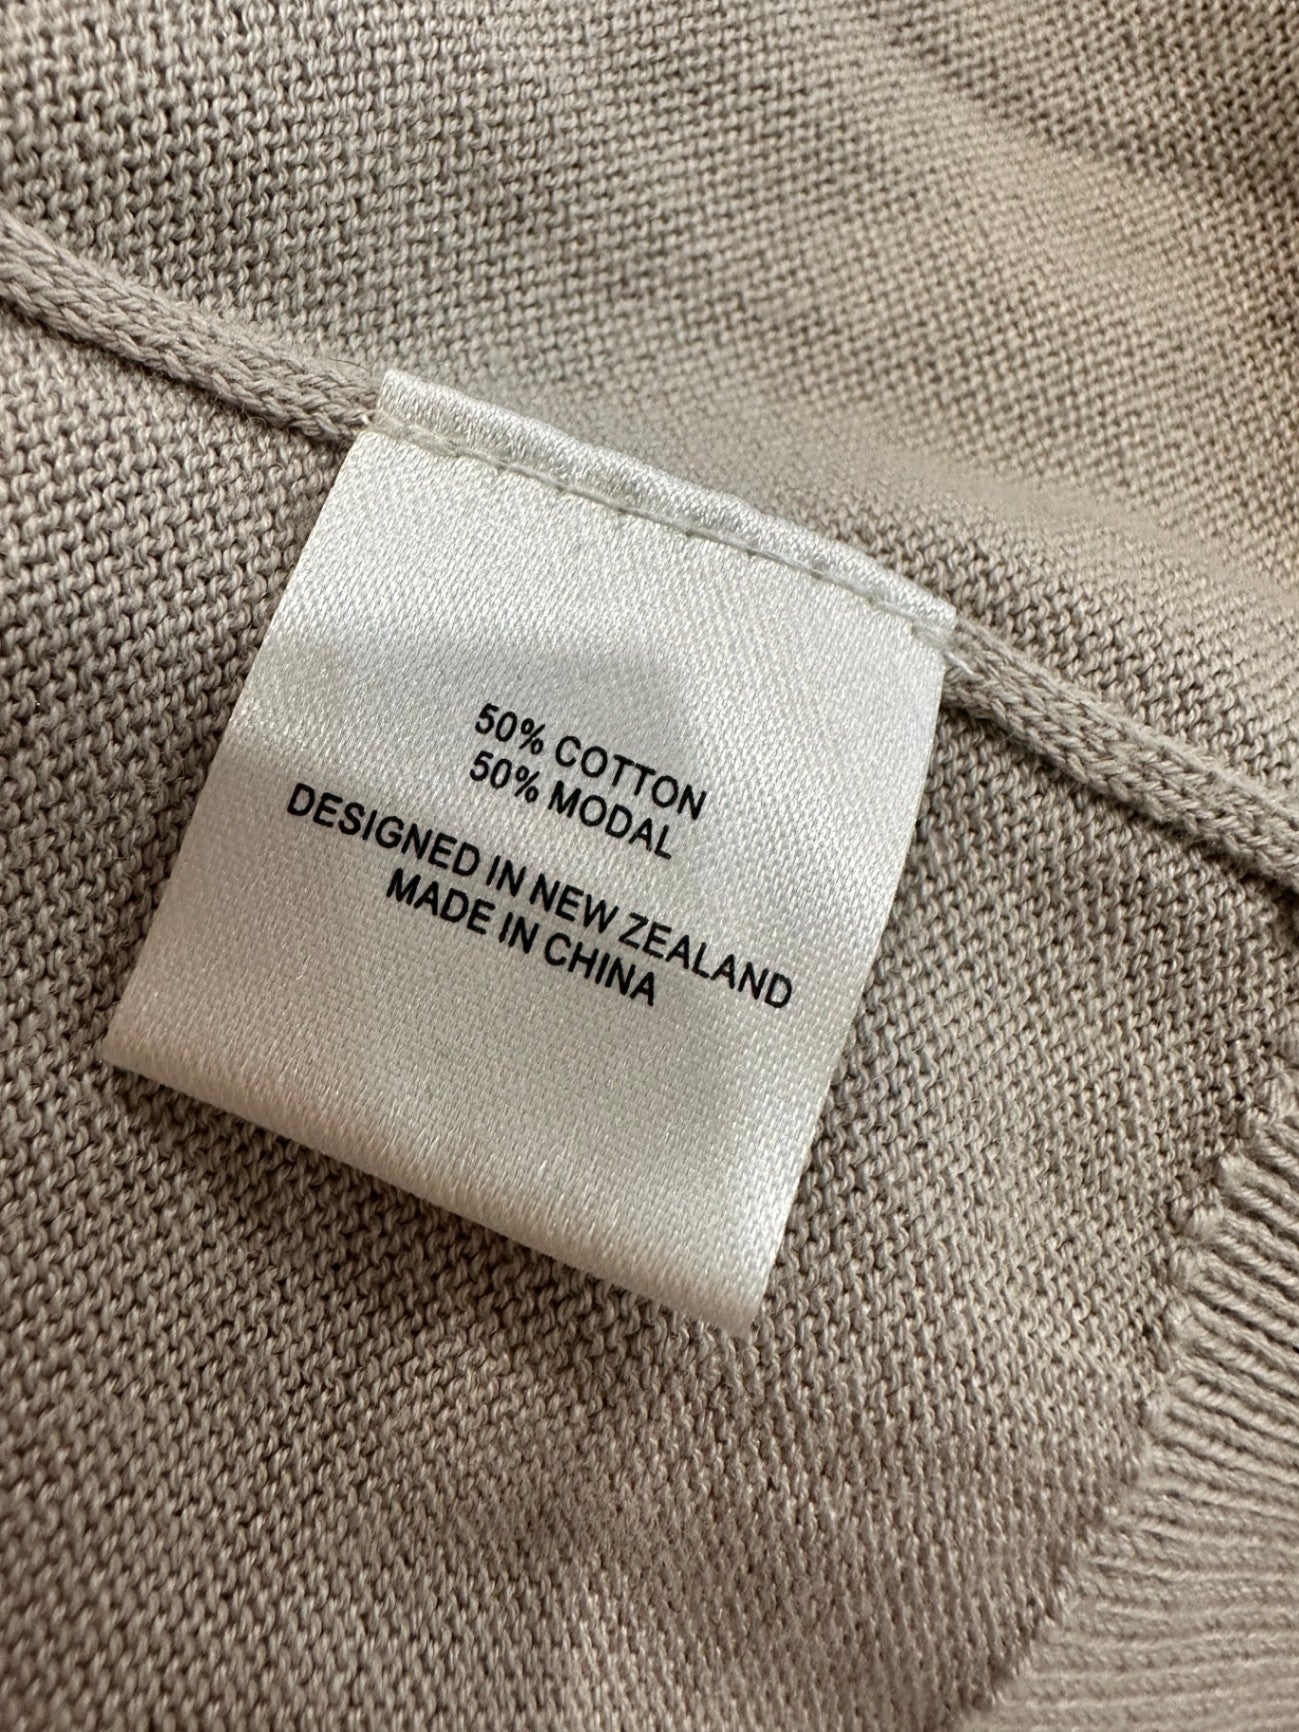 50% COTTON
50% MODAL
DESIGNED IN NEW ZEALAND
MADE IN CHINA